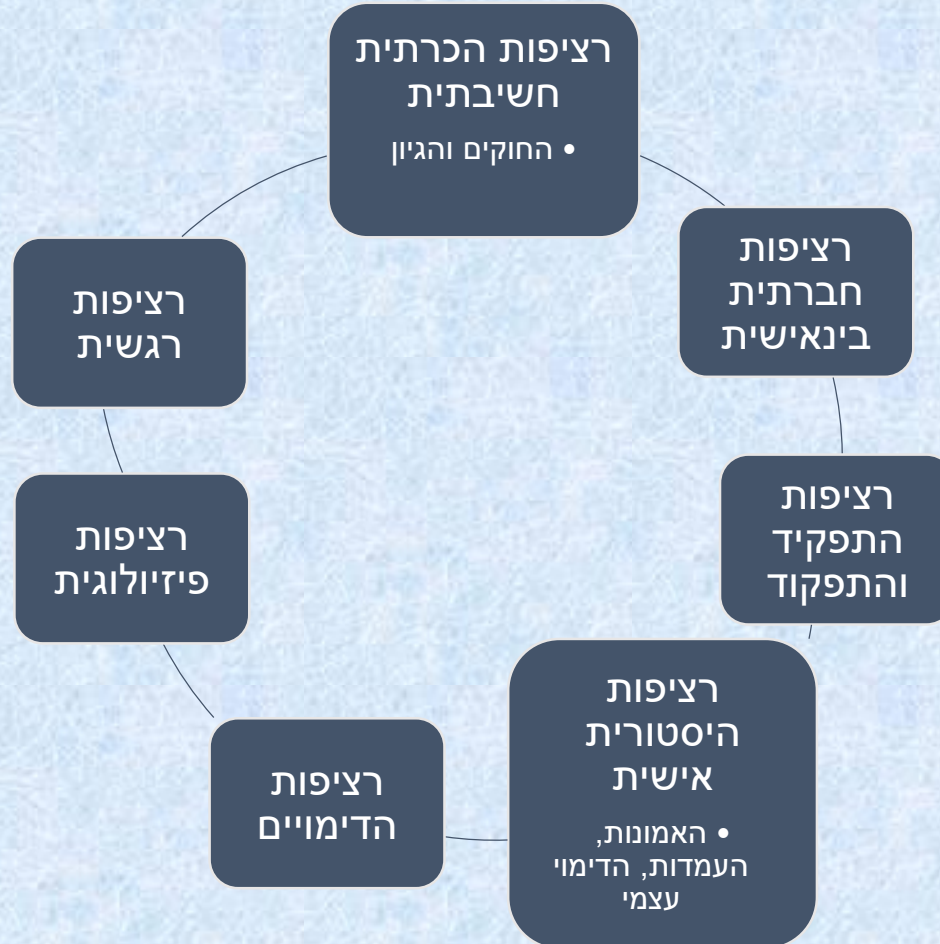 רציפות הכרתית
חשיבתית
• החוקים והגיון
רציפות
חברתית
בינאישית
רציפות
התפקיד
והתפקוד
רציפות
היסטורית
אישית
• האמונות,
העמדות, הדימוי
עצמי
רציפות
הדימויים
רציפות
פיזיולוגית
רציפות
רגשית